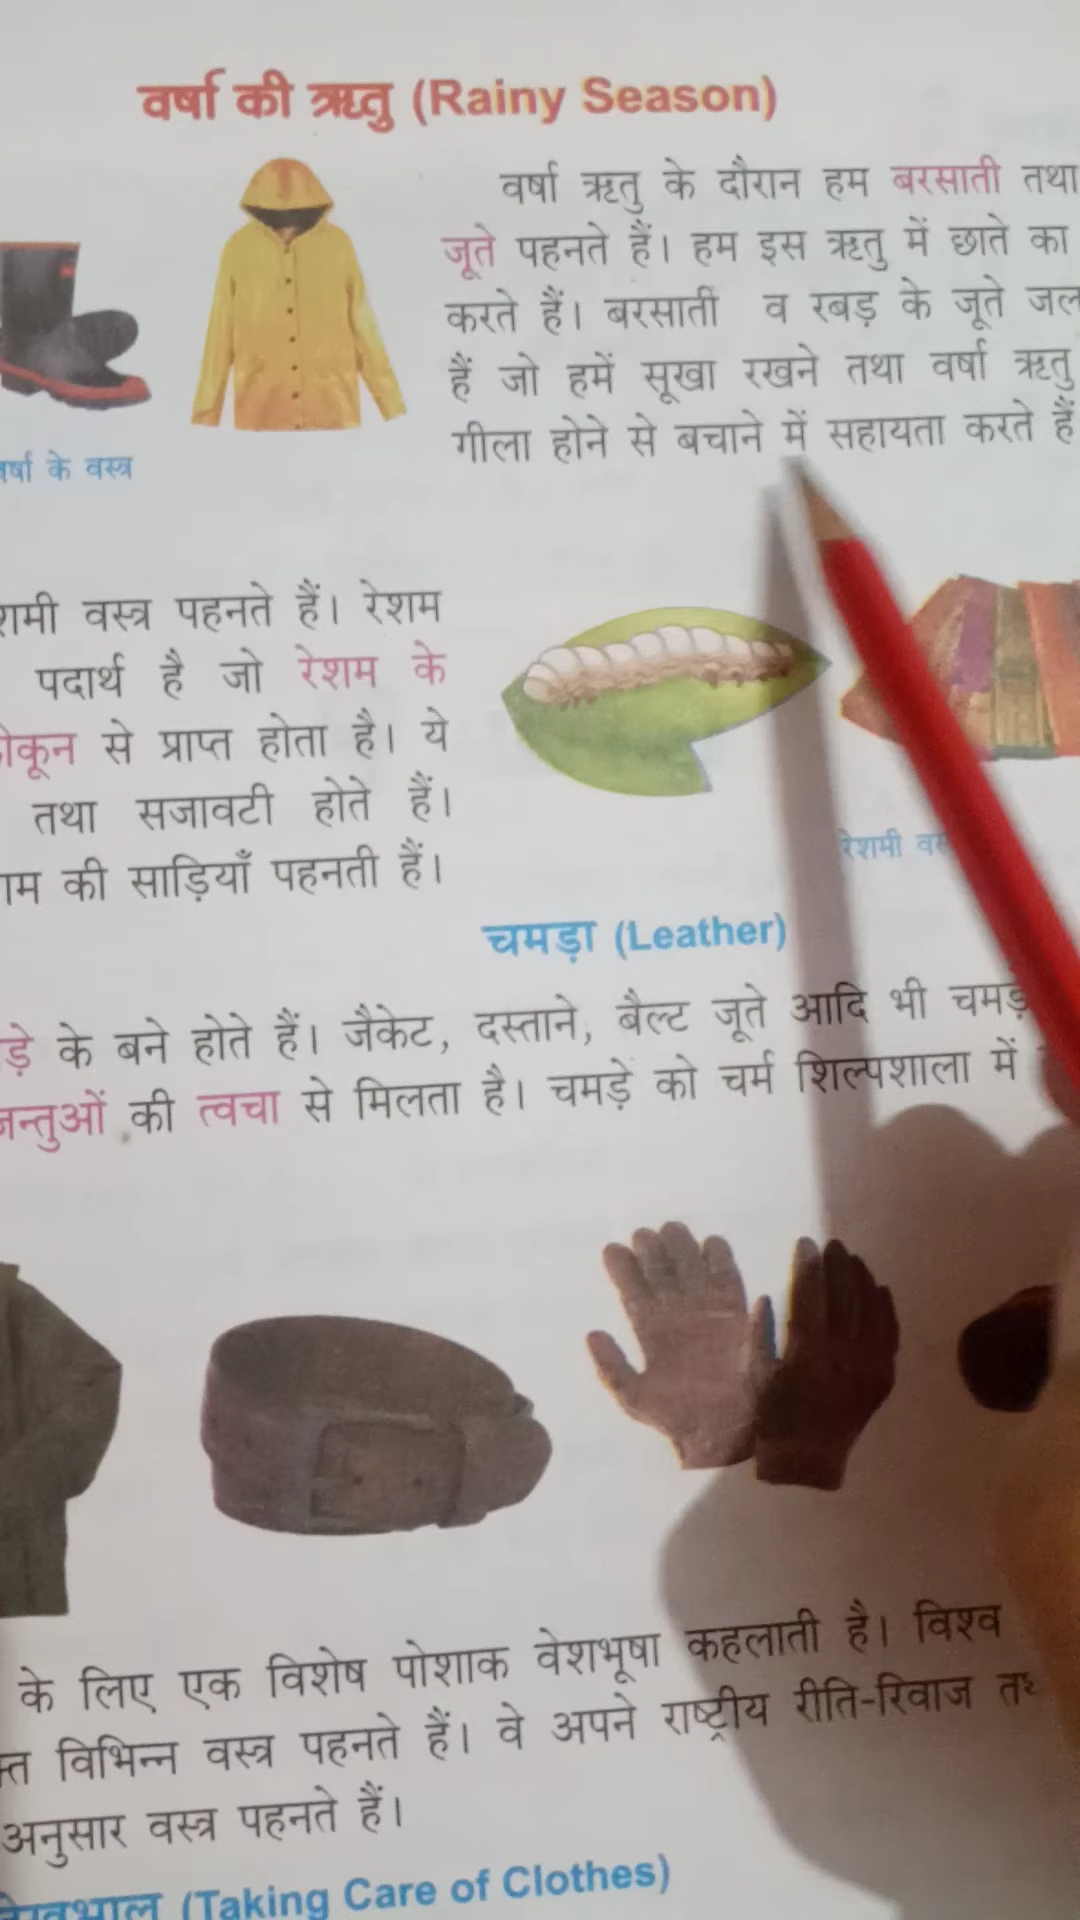 वर्षा की ऋतु (Rainy Season)
वर्षा ऋतु के दौरान हम बरसाती तथा
जूते पहनते हैं। हम इस ऋतु में छाते का
करते हैं। बरसाती व रबड़ के जूते जल
हैं जो हमें सूखा रखने तथा वर्षा ऋतु
गीला होने से बचाने में सहायता करते हैं
वर्षा के वस्त्र
वस्त्र पहनते हैं। रेशम
पदार्थ है जो रेशम के
से प्राप्त होता है। ये
तथा सजावटी होते हैं।
की साड़ियाँ पहनती हैं।
रेशमी
चमड़ा (Leather)
के बने होते हैं। जैकेट, दस्ताने, बैल्ट जूते आदि भी चमड़े
की त्वचा से मिलता है। चमड़े को चर्म शिल्पशाला में
के लिए एक विशेष पोशाक वेशभूषा कहलाती है। विश्व
विभिन्न वस्त्र पहनते हैं। वे अपने राष्ट्रीय रीति-रिवाज
अनुसार वस्त्र पहनते हैं।
(Taking Care of Clothes)